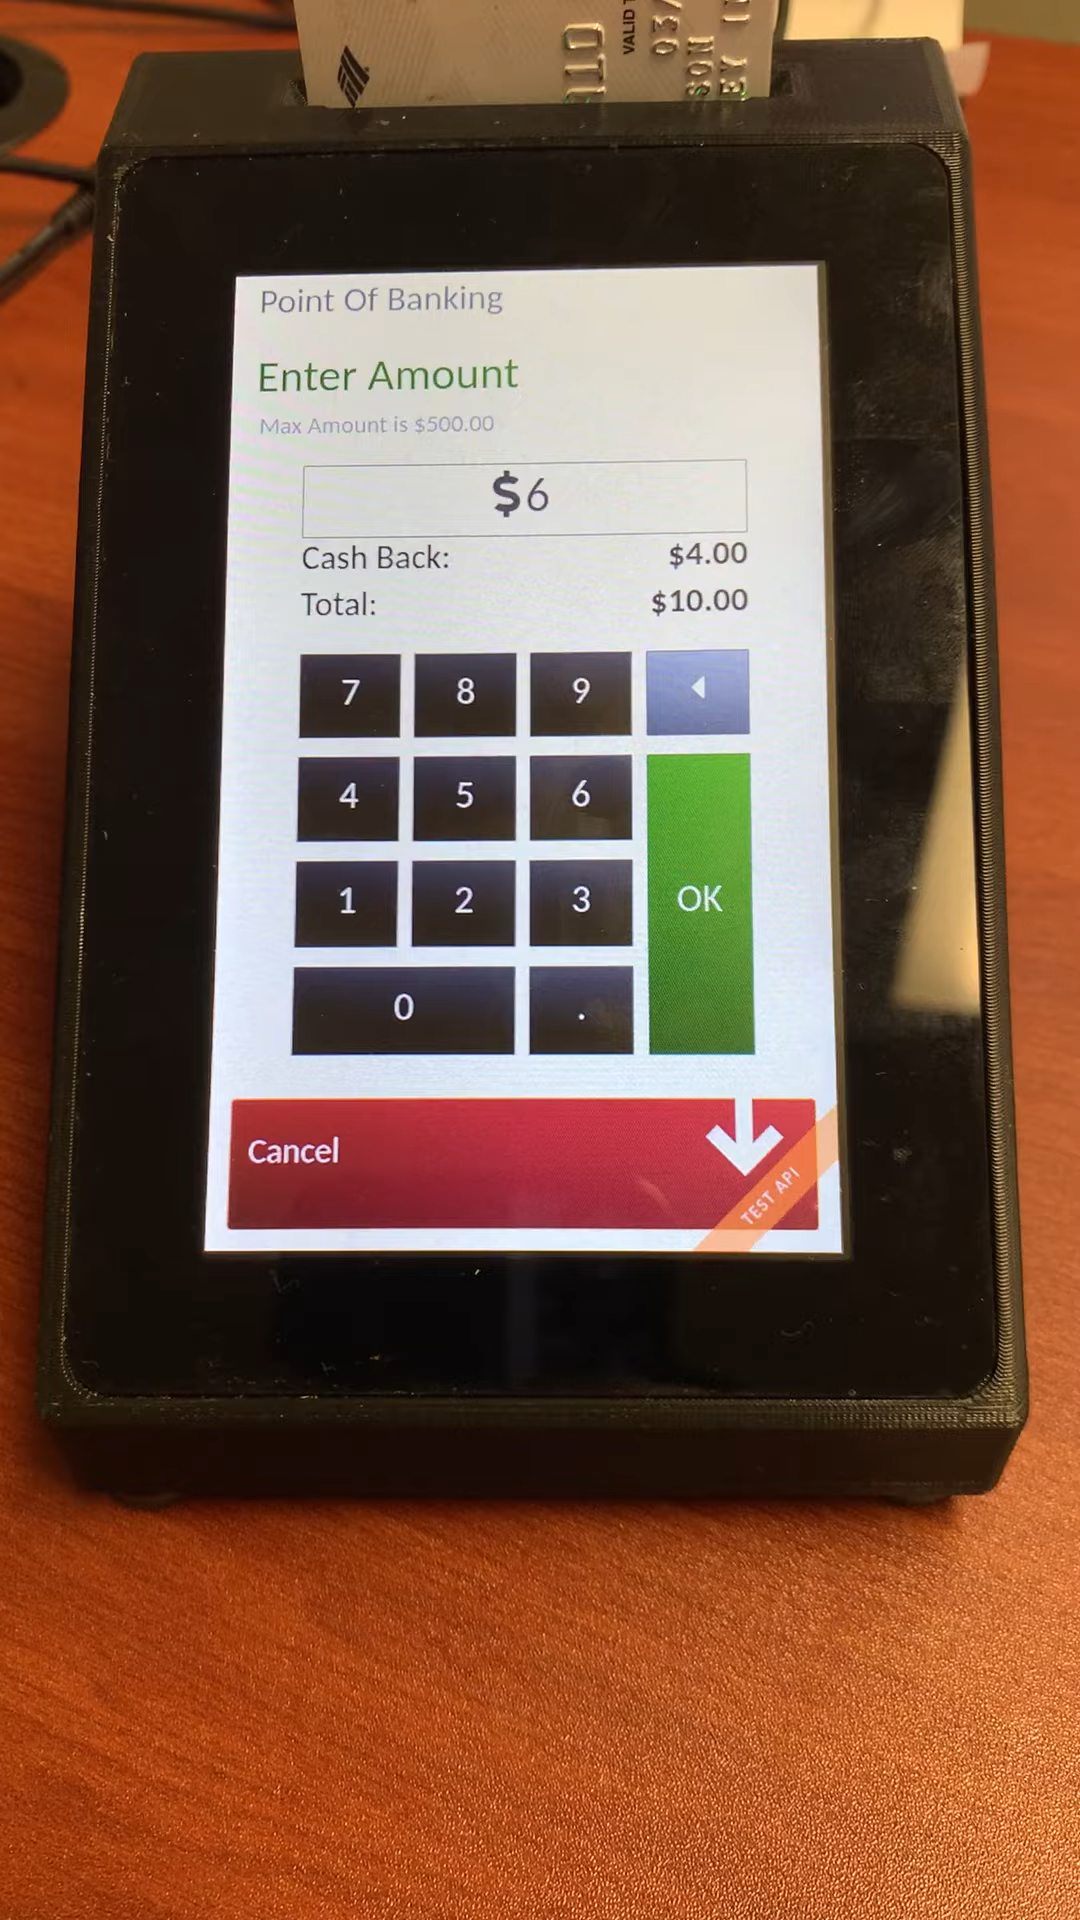 VALID
03/
Point Of Banking
Enter Amount
Max Amount is $500.00
$6
Cash Back: $4.00
Total: $10.00
7 8 9
4 5 6
1 2 3 OK
0 .
Cancel
TEST API